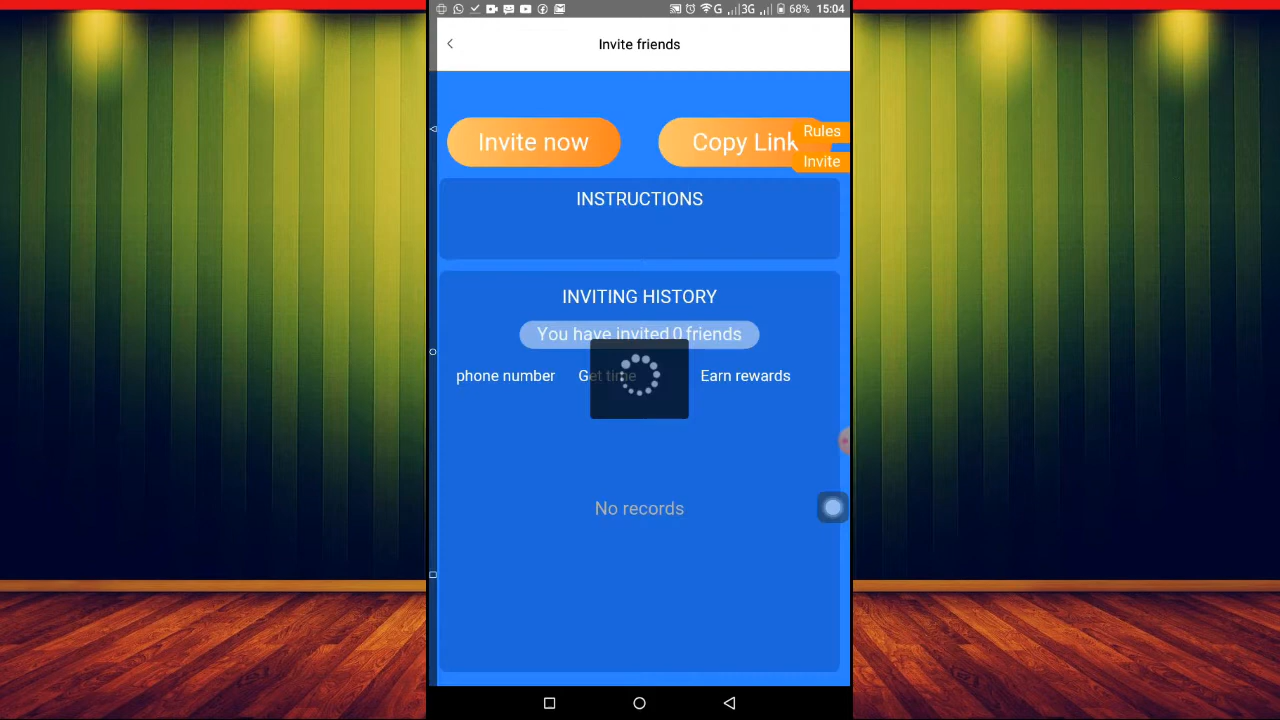 G 3G 68% 15:04
Invite friends
Invite now
Copy Link
Rules
Invite
INSTRUCTIONS
INVITING HISTORY
You have invited 0 friends
phone number Get time Earn rewards
No records